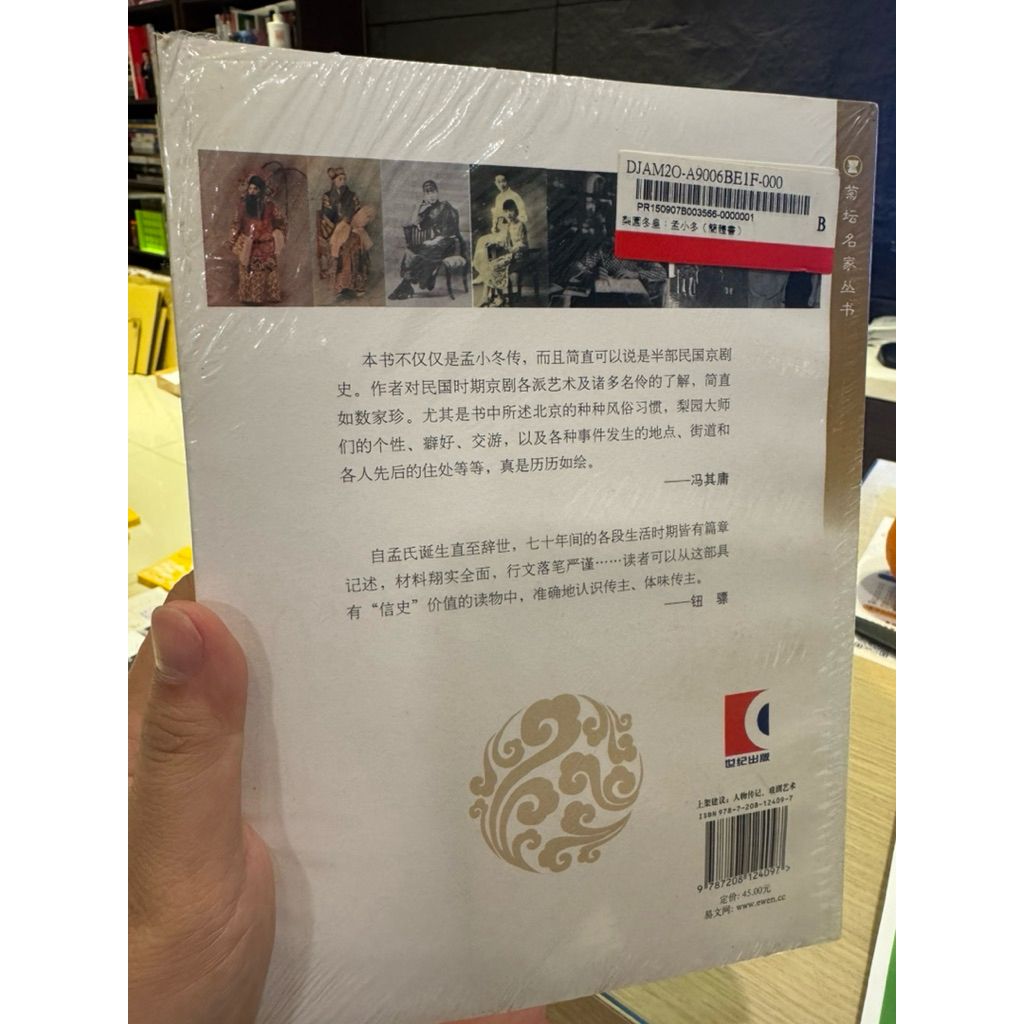 DJAM2O-A9006BE1F-000
PR150907B003566-0000001
梨園冬皇：孟小冬（簡體書）
B
菊坛名家丛书
本书不仅仅是孟小冬传，而且简直可以说是半部民国京剧
史。作者对民国时期京剧各派艺术及诸多名伶的了解，简直
如数家珍。尤其是书中所述北京的种种风俗习惯，梨园大师
们的个性、癖好、交游，以及各种事件发生的地点、街道和
各人先后的住处等等，真是历历如绘。
——冯其庸
自孟氏诞生直至辞世，七十年间的各段生活时期皆有篇章
记述，材料翔实全面，行文落笔严谨……读者可以从这部具
有“信史”价值的读物中，准确地认识传主、体味传主。
——钮 骠
世纪出版
上架建议：人物传记、戏剧艺术
ISBN 978-7-208-12409-7
9 787208 124097 >
定价: 45.00元
易文网: www.ewen.cc